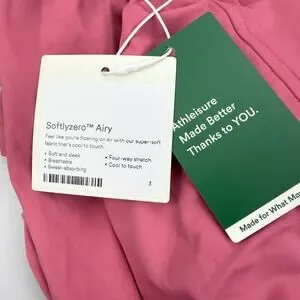 Softlyzero™ Airy
Feel like you're floating on air with our super-soft
fabric that's cool to touch.
• Soft and sleek
• Breathable
• Sweat-absorbing
• Four-way stretch
• Cool to touch
3
Athleisure
Made Better
Thanks to YOU.
Made for What Mo